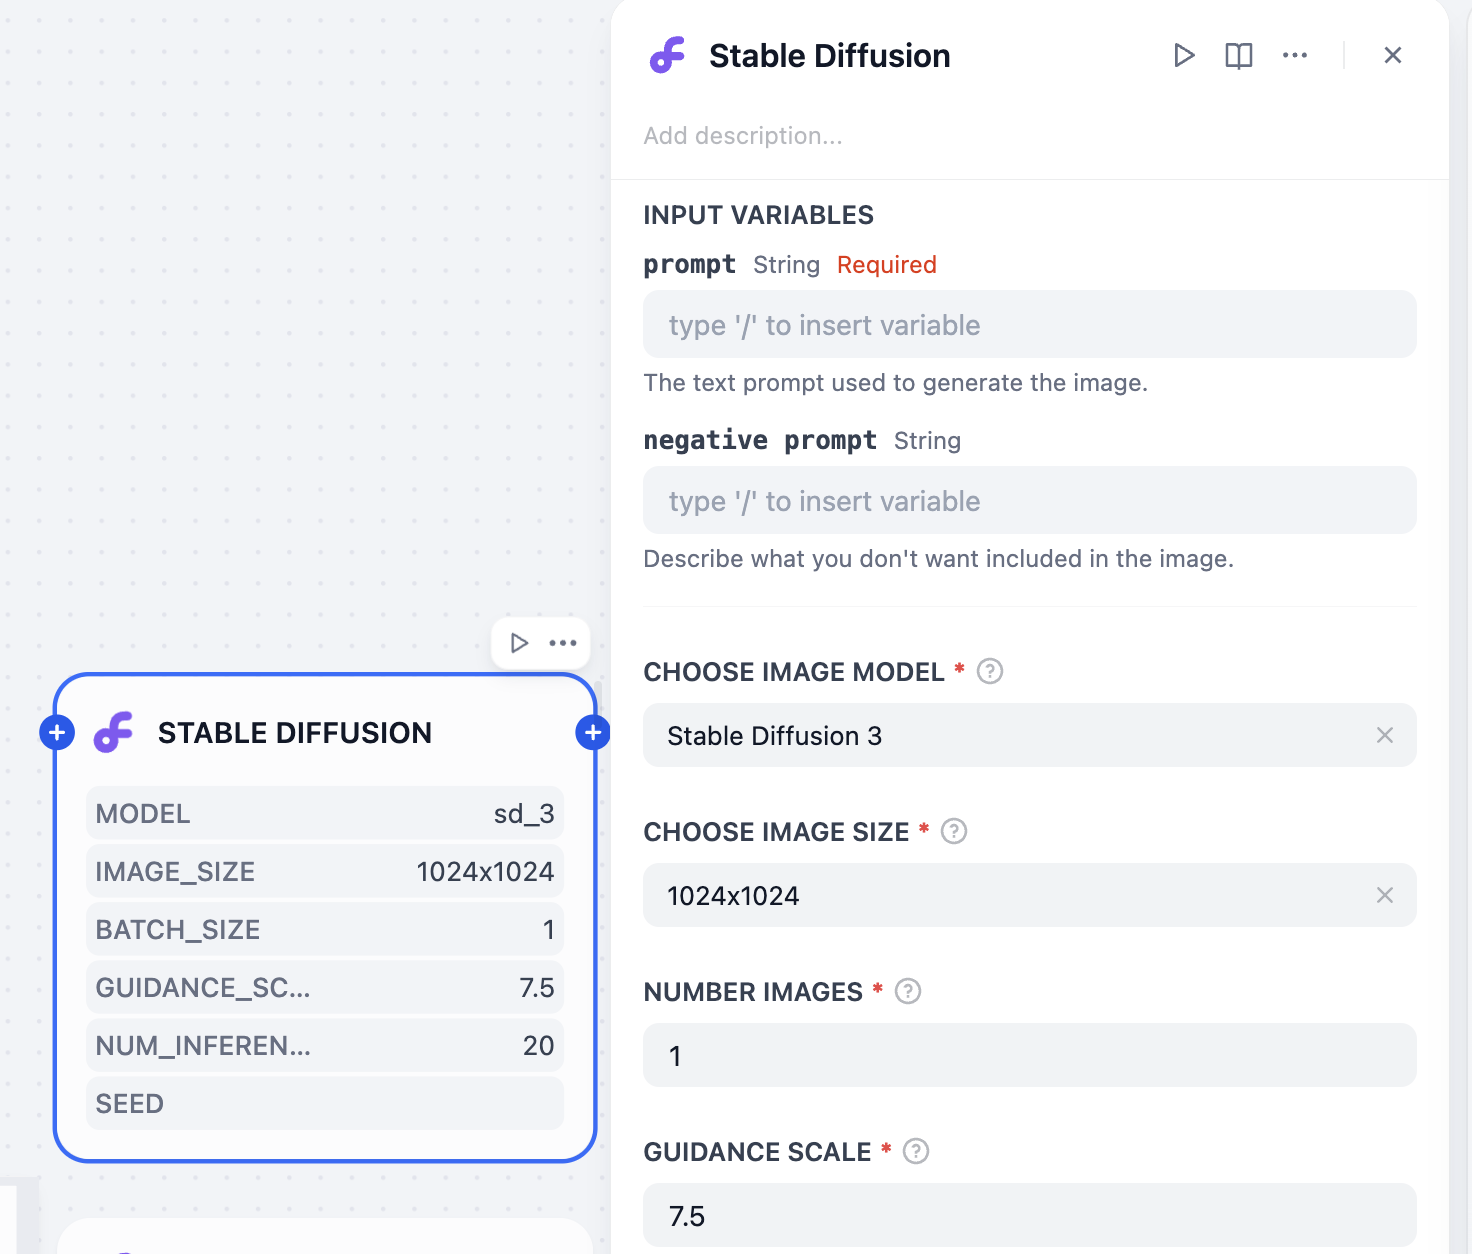 Stable Diffusion
Add description...
INPUT VARIABLES
prompt String Required
type '/' to insert variable
The text prompt used to generate the image.
negative prompt String
type '/' to insert variable
Describe what you don't want included in the image.
CHOOSE IMAGE MODEL *
Stable Diffusion 3
CHOOSE IMAGE SIZE *
1024x1024
NUMBER IMAGES *
1
GUIDANCE SCALE *
7.5
STABLE DIFFUSION
MODEL sd_3
IMAGE_SIZE 1024x1024
BATCH_SIZE 1
GUIDANCE_SC... 7.5
NUM_INFEREN... 20
SEED